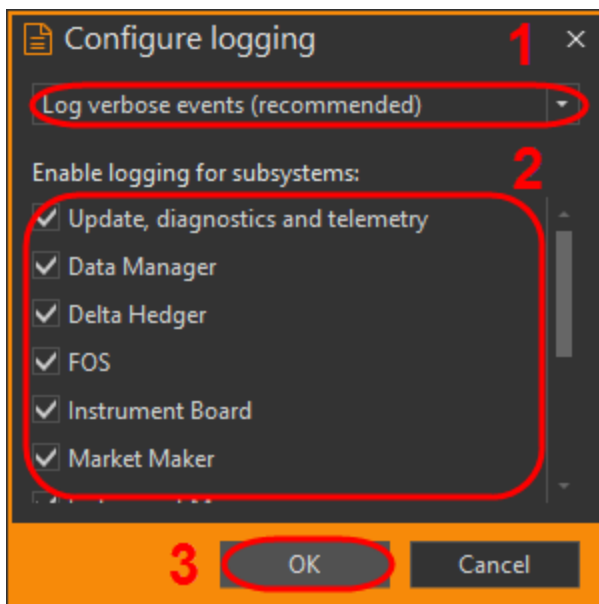 Configure logging
1
Log verbose events (recommended)
Enable logging for subsystems:
2
Update, diagnostics and telemetry
Data Manager
Delta Hedger
FOS
Instrument Board
Market Maker
3
OK
Cancel